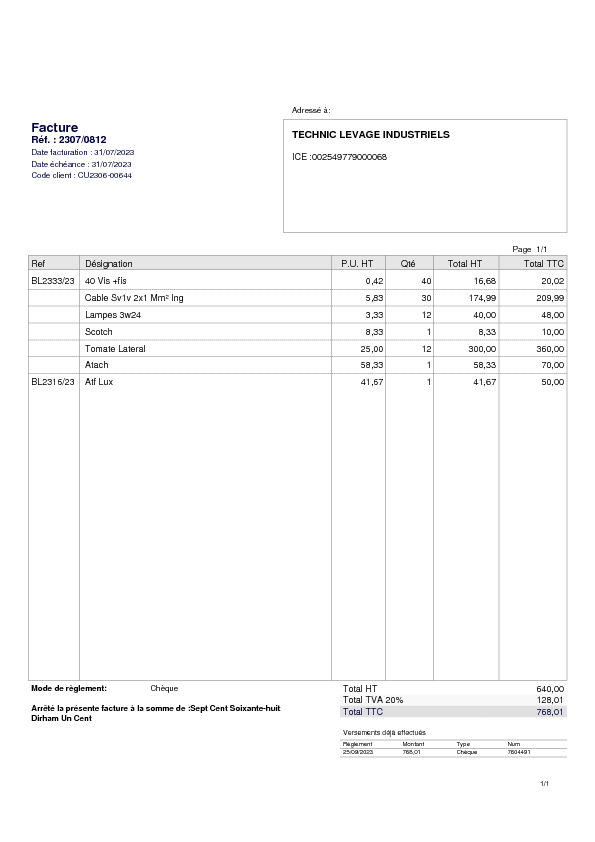 Adressé à:
Facture
Réf. : 2307/0812
Date facturation : 31/07/2023
Date échéance : 31/07/2023
Code client : CU2306-00644
TECHNIC LEVAGE INDUSTRIELS
ICE :002549779000068
Page 1/1
Ref Désignation P.U. HT Qté Total HT Total TTC
BL2333/23 40 Vis +fis 0,42 40 16,68 20,02
Cable Sv1v 2x1 Mm² Ing 5,83 30 174,99 209,99
Lampes 3w24 3,33 12 40,00 48,00
Scotch 8,33 1 8,33 10,00
Tomate Lateral 25,00 12 300,00 360,00
Atach 58,33 1 58,33 70,00
BL2316/23 Atf Lux 41,67 1 41,67 50,00
Mode de règlement: Chèque
Arrêté la présente facture à la somme de :Sept Cent Soixante-huit
Dirham Un Cent
Total HT 640,00
Total TVA 20% 128,01
Total TTC 768,01
Versements déjà effectués
Règlement Montant Type Num
25/09/2023 768,01 Chèque 7604491
1/1